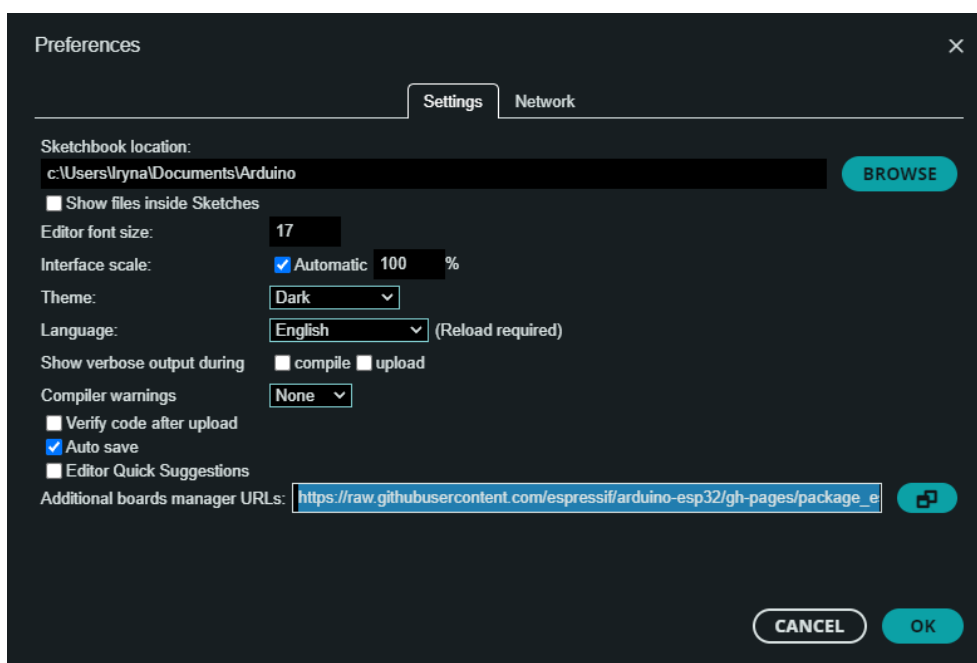 Preferences
Settings Network
Sketchbook location:
c:\Users\Iryna\Documents\Arduino BROWSE
Show files inside Sketches
Editor font size: 17
Interface scale: Automatic 100 %
Theme: Dark
Language: English (Reload required)
Show verbose output during compile upload
Compiler warnings None
Verify code after upload
Auto save
Editor Quick Suggestions
Additional boards manager URLs: https://raw.githubusercontent.com/espressif/arduino-esp32/gh-pages/package_e
CANCEL OK